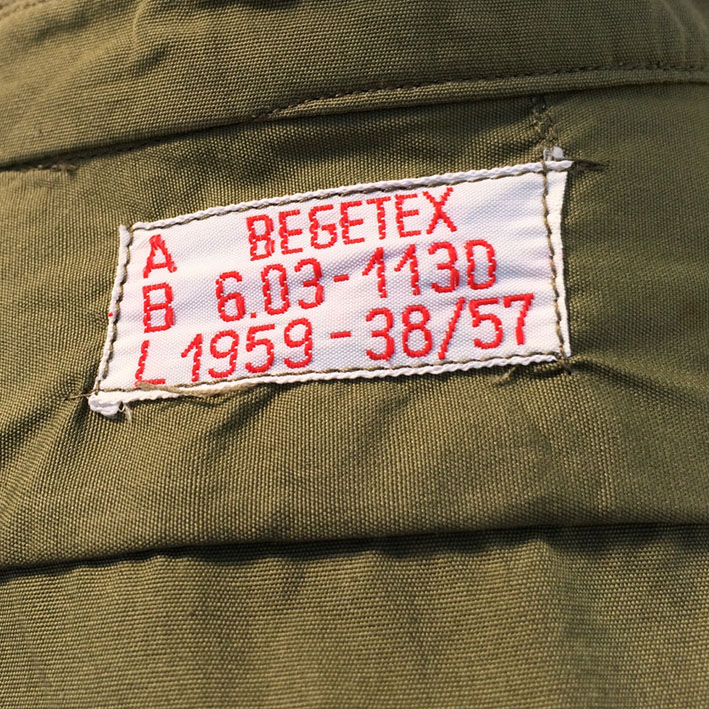 A BEGETEX
B 6.03-1130
L 1959 - 38/57